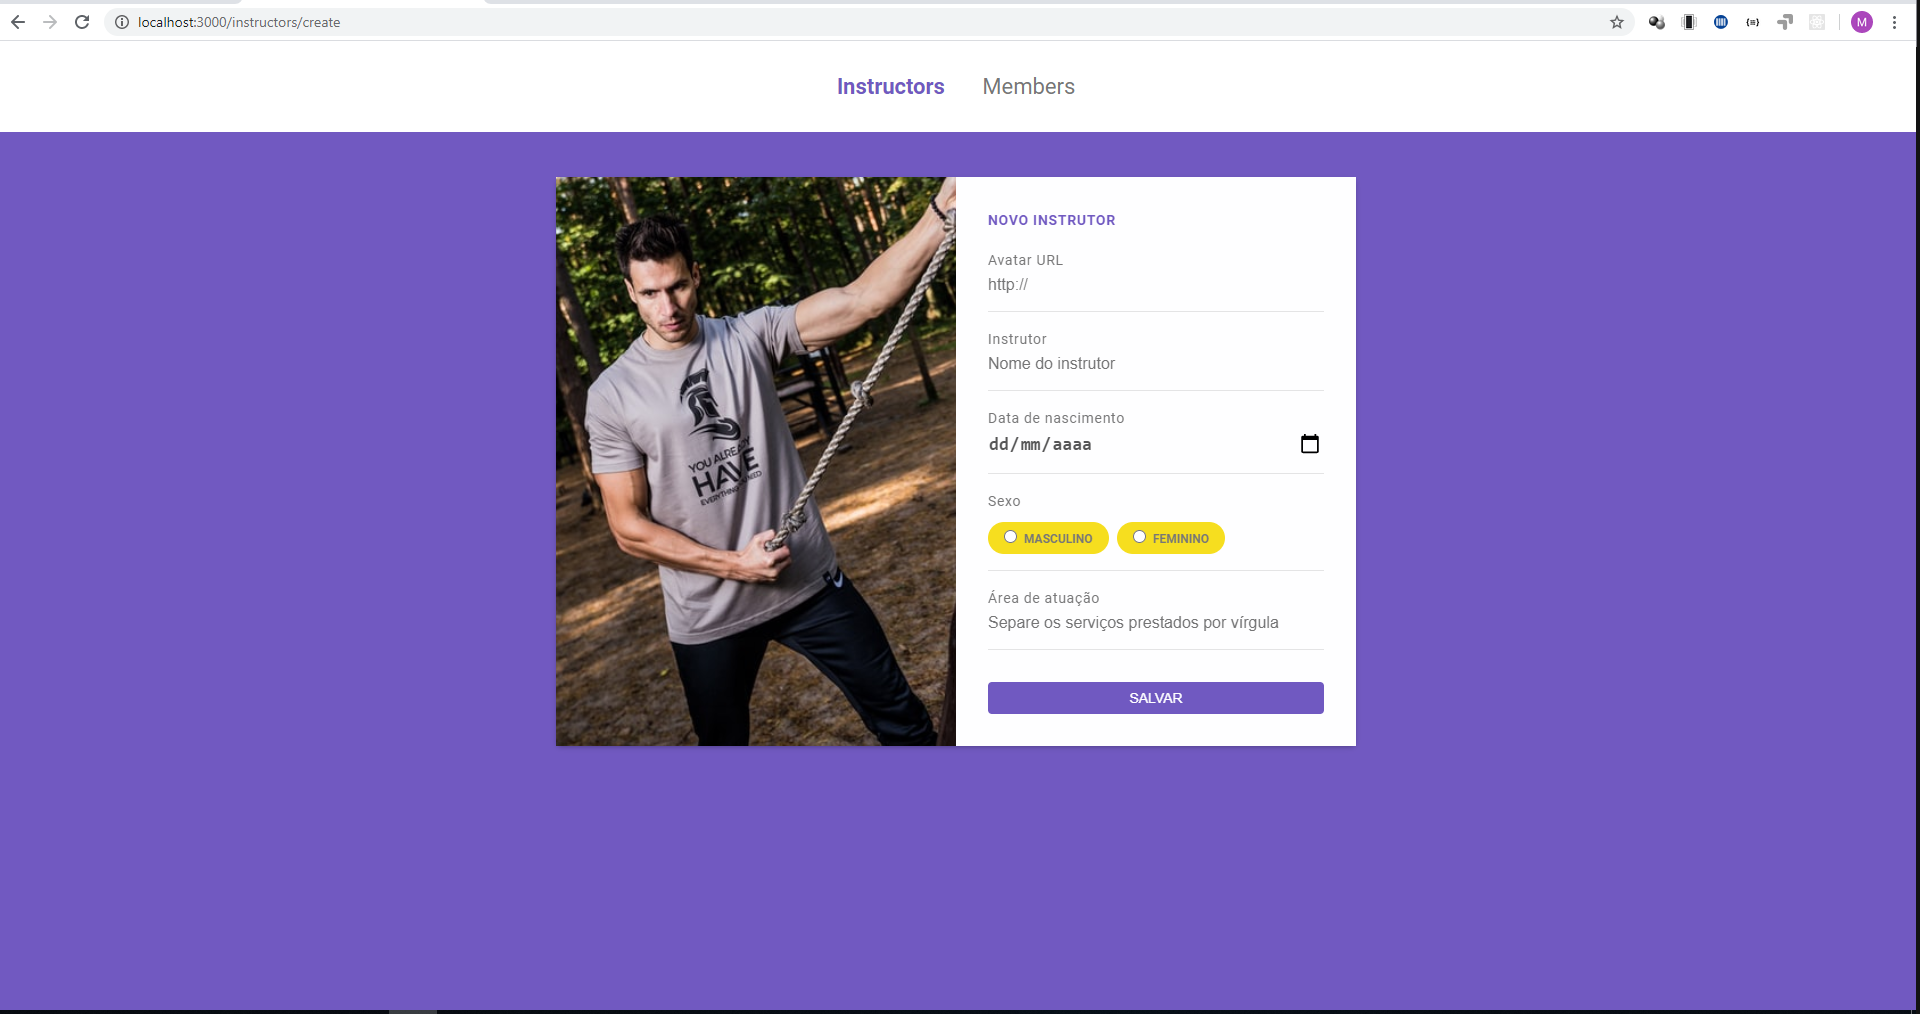 localhost:3000/instructors/create
M
Instructors Members
NOVO INSTRUTOR
Avatar URL
http://
Instrutor
Nome do instrutor
Data de nascimento
dd/mm/aaaa
Sexo
MASCULINO FEMININO
Área de atuação
Separe os serviços prestados por vírgula
SALVAR
YOU ALREADY
HAVE
EVERYTHING YOU NEED